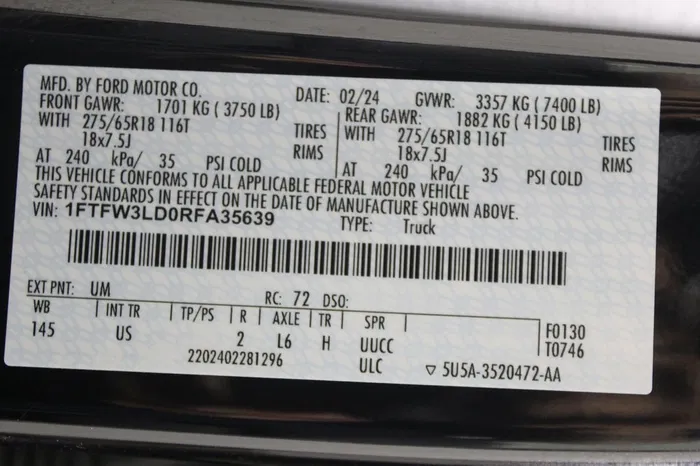 MFD. BY FORD MOTOR CO. DATE: 02/24 GVWR: 3357 KG ( 7400 LB)
FRONT GAWR: 1701 KG ( 3750 LB) REAR GAWR: 1882 KG ( 4150 LB)
WITH 275/65R18 116T TIRES WITH 275/65R18 116T TIRES
18x7.5J RIMS 18x7.5J RIMS
AT 240 kPa/ 35 PSI COLD AT 240 kPa/ 35 PSI COLD
THIS VEHICLE CONFORMS TO ALL APPLICABLE FEDERAL MOTOR VEHICLE
SAFETY STANDARDS IN EFFECT ON THE DATE OF MANUFACTURE SHOWN ABOVE.
VIN: 1FTFW3LD0RFA35639 TYPE: Truck
EXT PNT: UM RC: 72 DSO:
WB INT TR TP/PS R AXLE TR SPR F0130
145 US 2 L6 H UUCC T0746
2202402281296 ULC ▽ 5U5A-3520472-AA